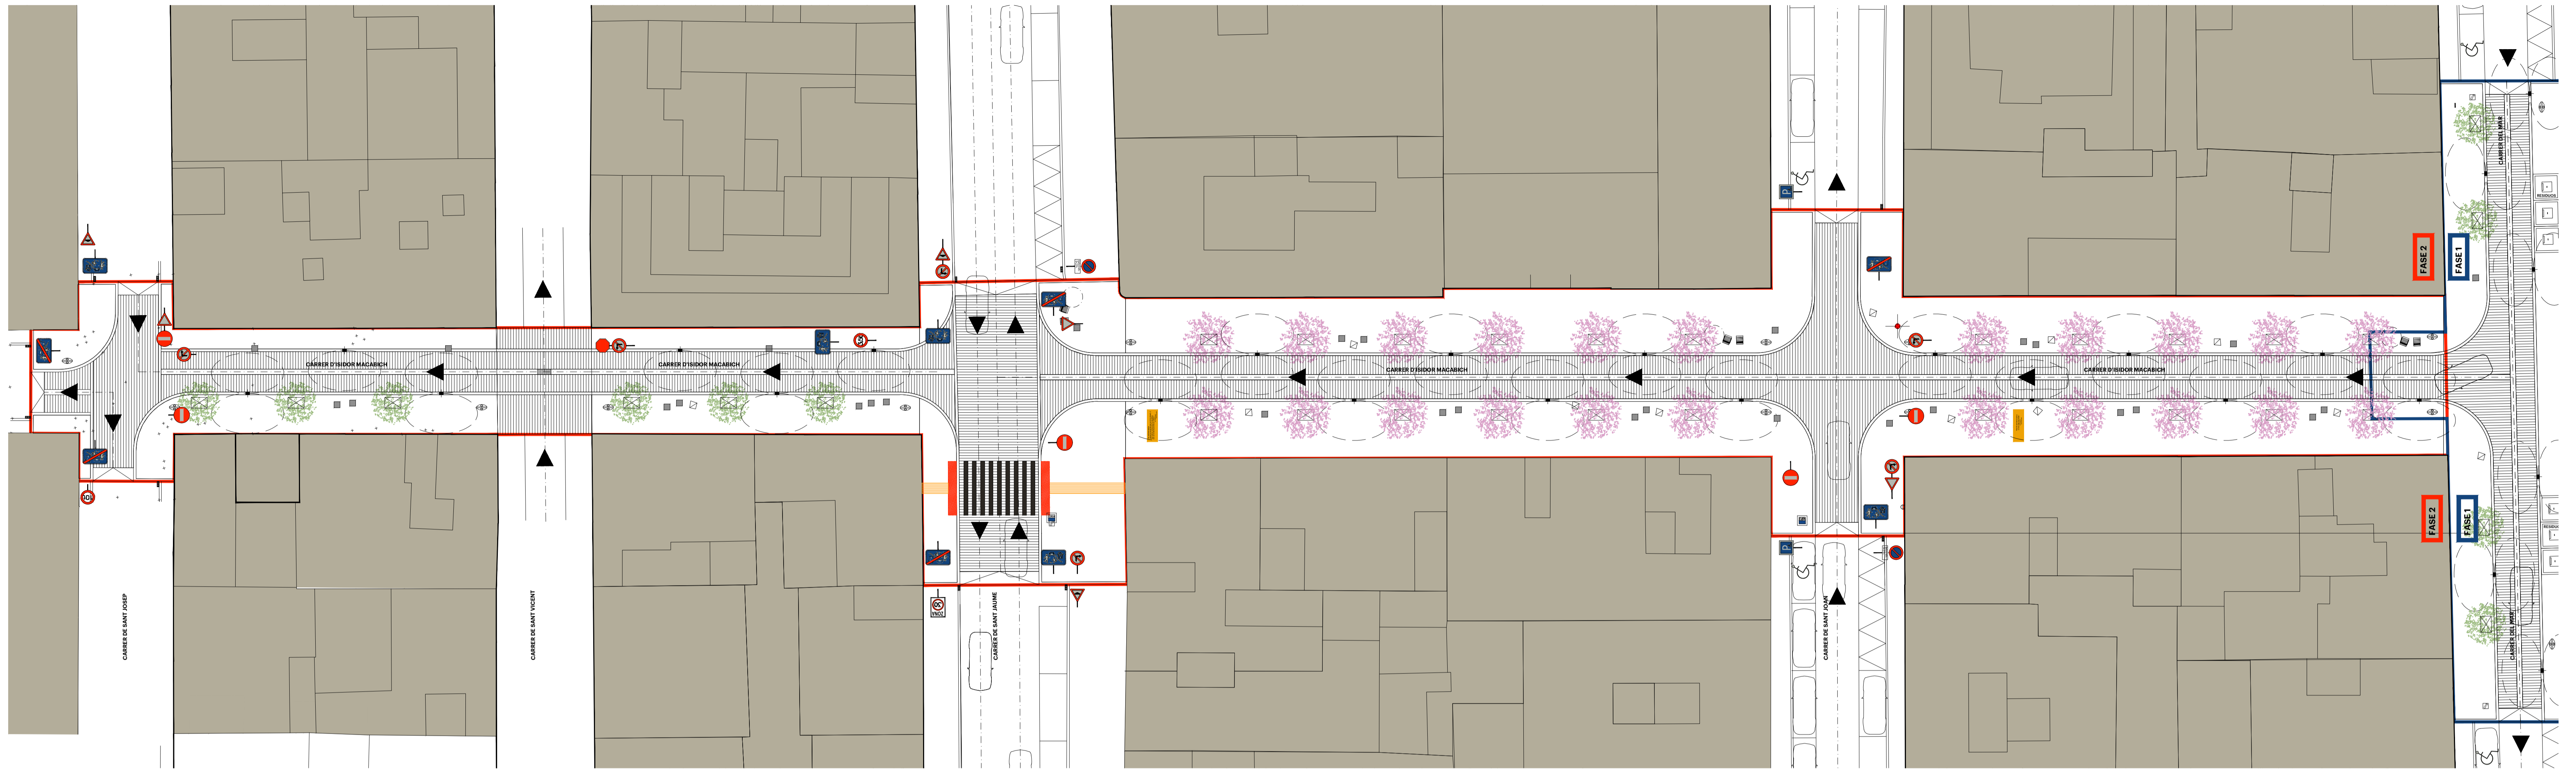 CARRER DEL MAR
RESIDUOS
FASE 2
FASE 1
P
CARRER D'ISIDOR MACABICH
CARRER D'ISIDOR MACABICH
CARRER D'ISIDOR MACABICH
CARRER D'ISIDOR MACABICH
FASE 2
FASE 1
P
CARRER DE SANT JOSEP
CARRER DE SANT VICENT
CARRER DE SANT JAUME
CARRER DE SANT JOAN
CARRER DEL MAR